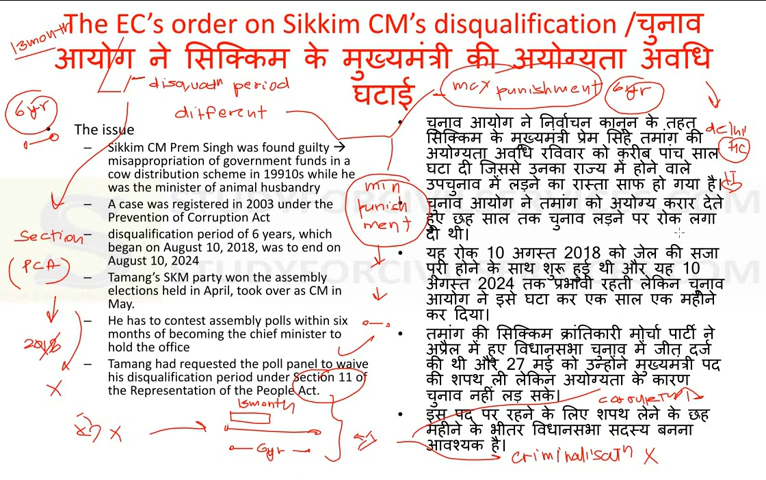 The EC's order on Sikkim CM's disqualification /चुनाव
आयोग ने सिक्किम के मुख्यमंत्री की अयोग्यता अवधि
घटाई
13month
disquatn period
different
max punishment
6yr
6yr
• The issue
– Sikkim CM Prem Singh was found guilty →
misappropriation of government funds in a
cow distribution scheme in 19910s while he
was the minister of animal husbandry
– A case was registered in 2003 under the
Prevention of Corruption Act
– disqualification period of 6 years, which
began on August 10, 2018, was to end on
August 10, 2024
– Tamang's SKM party won the assembly
elections held in April, took over as CM in
May.
– He has to contest assembly polls within six
months of becoming the chief minister to
hold the office
– Tamang had requested the poll panel to waive
his disqualification period under Section 11 of
the Representation of the People Act.
section
(PCA)
x
x
13month
6yr
min
punish
ment
• चुनाव आयोग ने निर्वाचन कानून के तहत
सिक्किम के मुख्यमंत्री प्रेम सिंह तमांग की
अयोग्यता अवधि रविवार को करीब पांच साल
घटा दी जिससे उनका राज्य में होने वाले
उपचुनाव में लड़ने का रास्ता साफ हो गया है।
• चुनाव आयोग ने तमांग को अयोग्य करार देते
हुए छह साल तक चुनाव लड़ने पर रोक लगा
दी थी।
• यह रोक 10 अगस्त 2018 को जेल की सजा
पूरी होने के साथ शुरू हुई थी और यह 10
अगस्त 2024 तक प्रभावी रहती लेकिन चुनाव
आयोग ने इसे घटा कर एक साल एक महीने
कर दिया।
• तमांग की सिक्किम क्रांतिकारी मोर्चा पार्टी ने
अप्रैल में हुए विधानसभा चुनाव में जीत दर्ज
की थी और 27 मई को उन्होंने मुख्यमंत्री पद
की शपथ ली लेकिन अयोग्यता के कारण
चुनाव नहीं लड़ सके।
• इस पद पर रहने के लिए शपथ लेने के छह
महीने के भीतर विधानसभा सदस्य बनना
आवश्यक है।
criminalisatn x